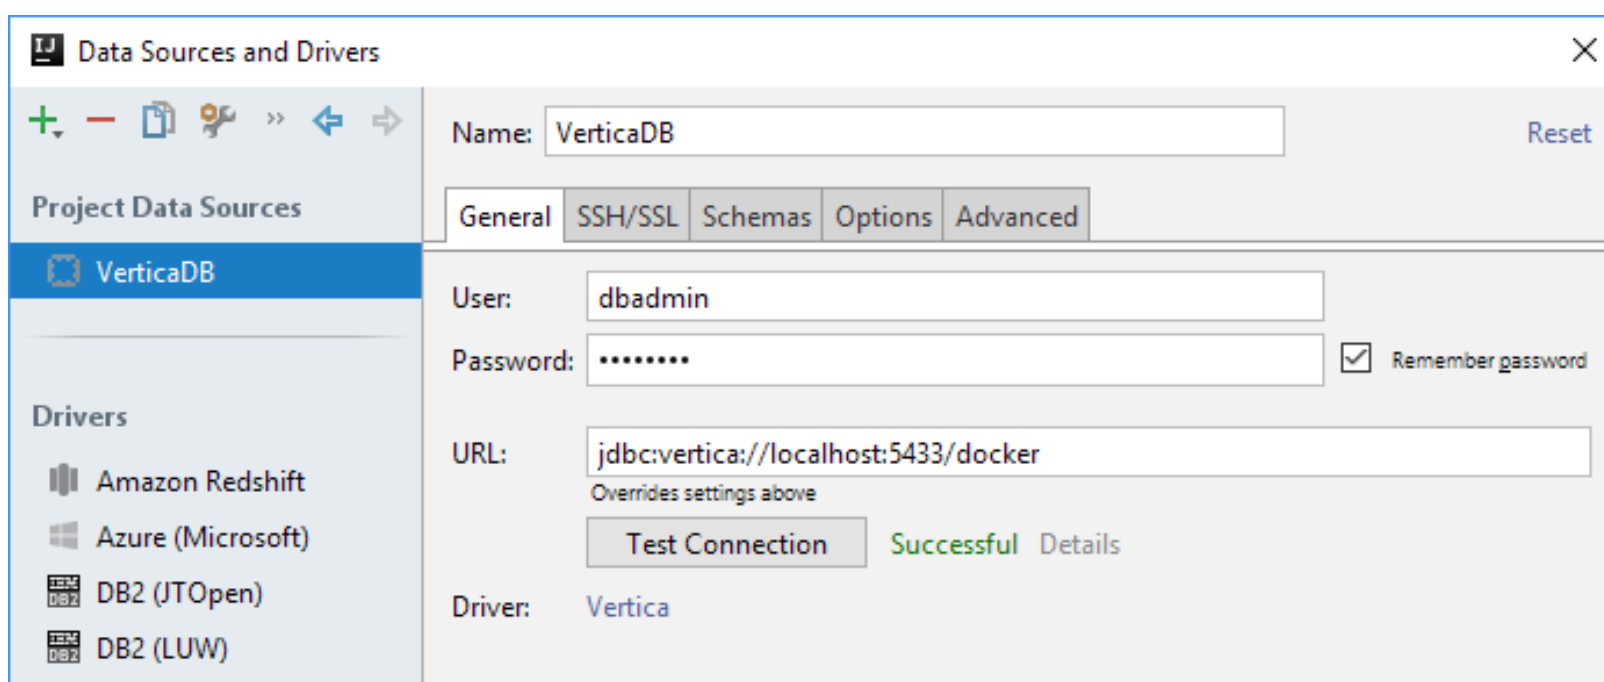 Data Sources and Drivers
Name: VerticaDB Reset
Project Data Sources
VerticaDB
General SSH/SSL Schemas Options Advanced
User: dbadmin
Password: •••••••• Remember password
Drivers
Amazon Redshift
Azure (Microsoft)
DB2 (JTOpen)
DB2 (LUW)
URL: jdbc:vertica://localhost:5433/docker
Overrides settings above
Test Connection Successful Details
Driver: Vertica